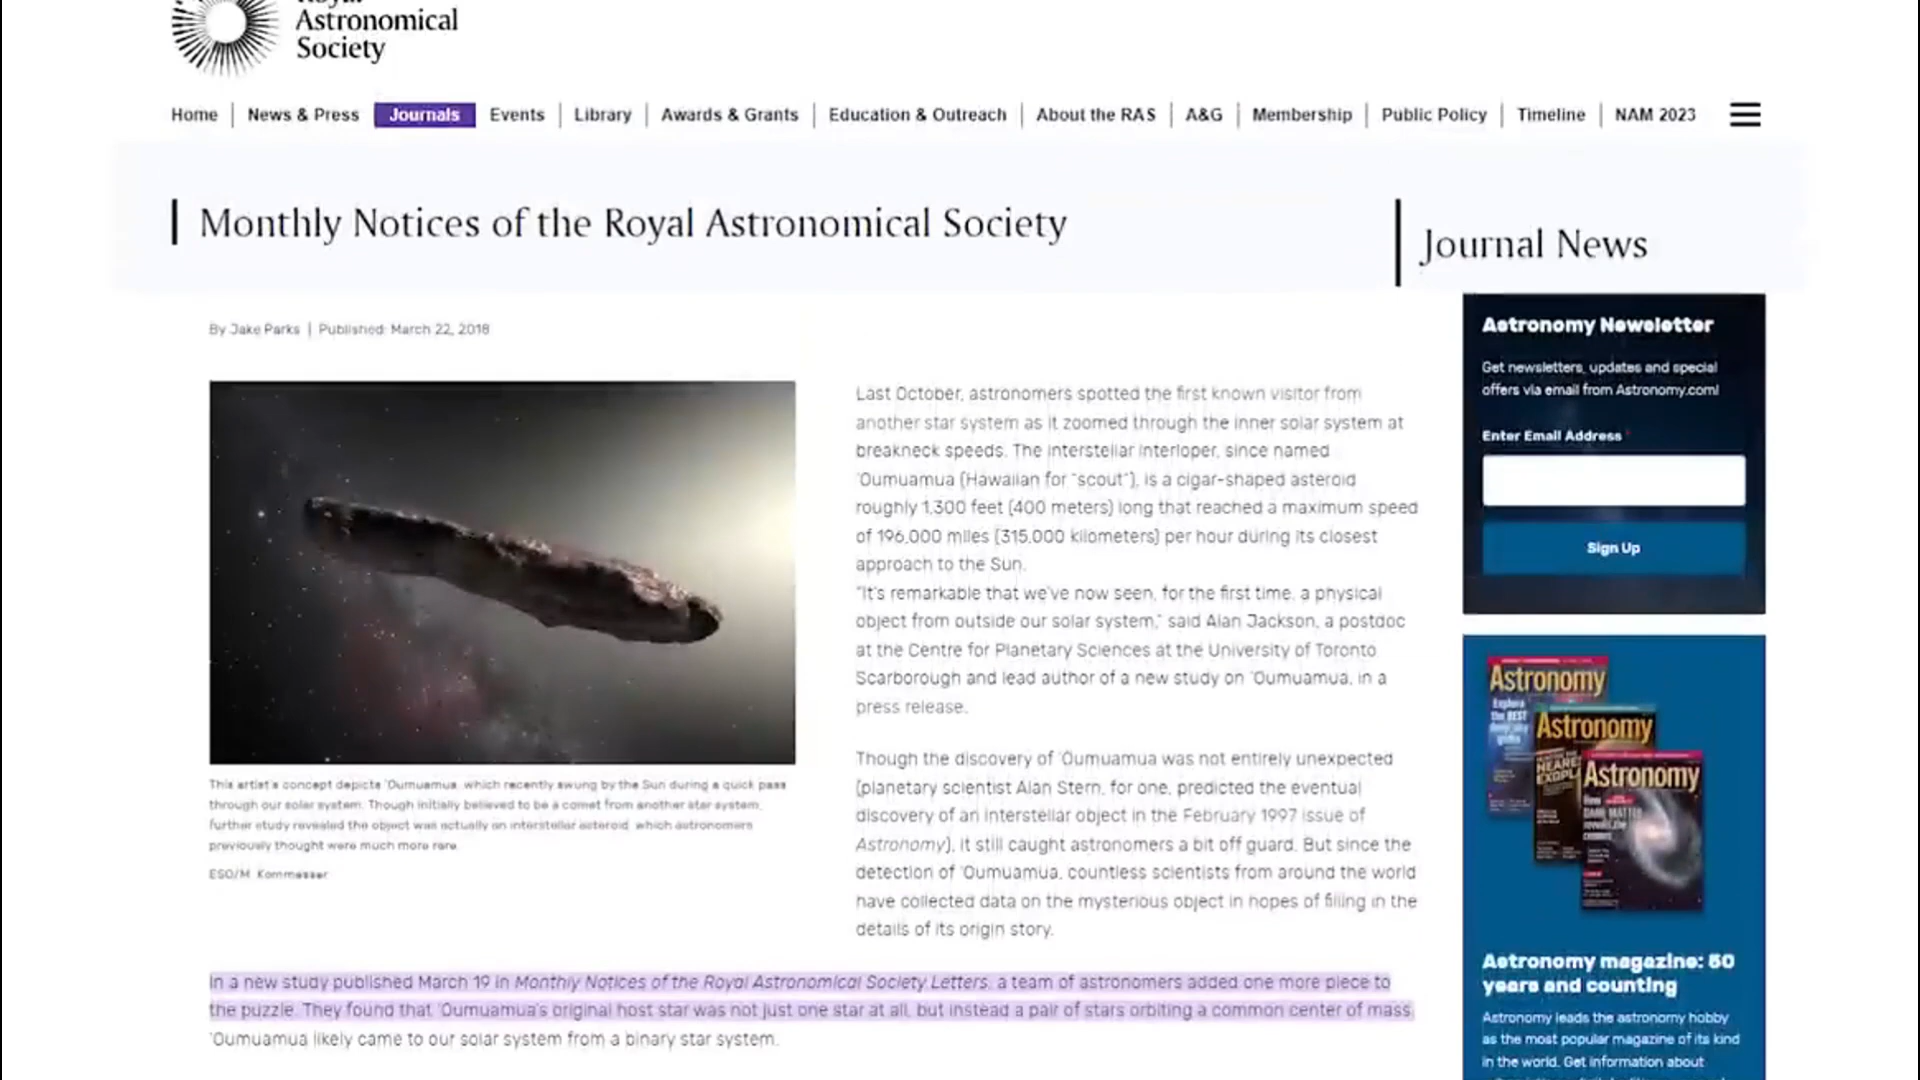 Astronomical
Society
Home
News & Press
Journals
Events
Library
Awards & Grants
Education & Outreach
About the RAS
A&G
Membership
Public Policy
Timeline
NAM 2023
Monthly Notices of the Royal Astronomical Society
Journal News
By Jake Parks | Published: March 22, 2018
This artist's concept depicts 'Oumuamua, which recently swung by the Sun during a quick pass
through our solar system. Though initially believed to be a comet from another star system,
further study revealed the object was actually an interstellar asteroid, which astronomers
previously thought were much more rare.
ESO/M. Kornmesser
Last October, astronomers spotted the first known visitor from
another star system as it zoomed through the inner solar system at
breakneck speeds. The interstellar interloper, since named
'Oumuamua (Hawaiian for "scout"), is a cigar-shaped asteroid
roughly 1,300 feet (400 meters) long that reached a maximum speed
of 196,000 miles (315,000 kilometers) per hour during its closest
approach to the Sun.
"It's remarkable that we've now seen, for the first time, a physical
object from outside our solar system," said Alan Jackson, a postdoc
at the Centre for Planetary Sciences at the University of Toronto
Scarborough and lead author of a new study on 'Oumuamua, in a
press release.
Though the discovery of 'Oumuamua was not entirely unexpected
(planetary scientist Alan Stern, for one, predicted the eventual
discovery of an interstellar object in the February 1997 issue of
Astronomy), it still caught astronomers a bit off guard. But since the
detection of 'Oumuamua, countless scientists from around the world
have collected data on the mysterious object in hopes of filling in the
details of its origin story.
In a new study published March 19 in Monthly Notices of the Royal Astronomical Society Letters, a team of astronomers added one more piece to
the puzzle. They found that 'Oumuamua's original host star was not just one star at all, but instead a pair of stars orbiting a common center of mass.
'Oumuamua likely came to our solar system from a binary star system.
Astronomy Newsletter
Get newsletters, updates and special
offers via email from Astronomy.com!
Enter Email Address *
Sign Up
Astronomy
Explore
the BEST
Astronomy
NEARE
EXOPL
Astronomy
How
DARK MATTER
Astronomy magazine: 50
years and counting
Astronomy leads the astronomy hobby
as the most popular magazine of its kind
in the world. Get information about